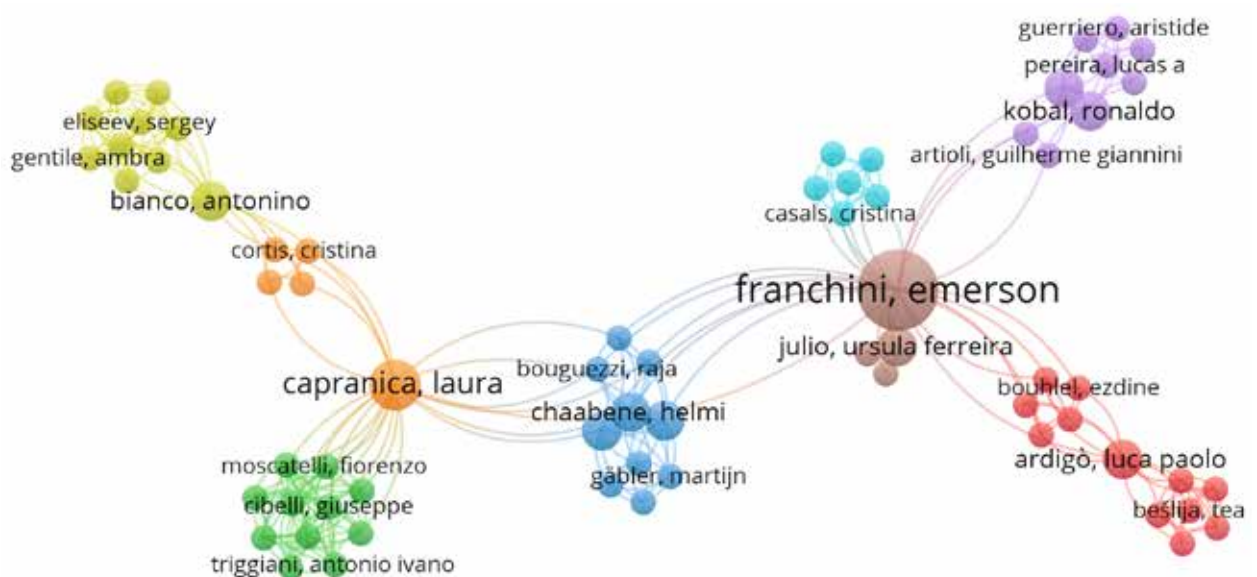 guerriero, aristide
pereira, lucas a
kobal, ronaldo
artioli, guilherme giannini
eliseev, sergey
gentile, ambra
bianco, antonino
cortis, cristina
casals, cristina
franchini, emerson
julio, ursula ferreira
bouguezzi, raja
capranica, laura
chaabene, helmi
bouhlel, ezdine
ardigò, luca paolo
moscatelli, fiorenzo
gäbler, martijn
cibelli, giuseppe
bešlija, tea
triggiani, antonio ivano